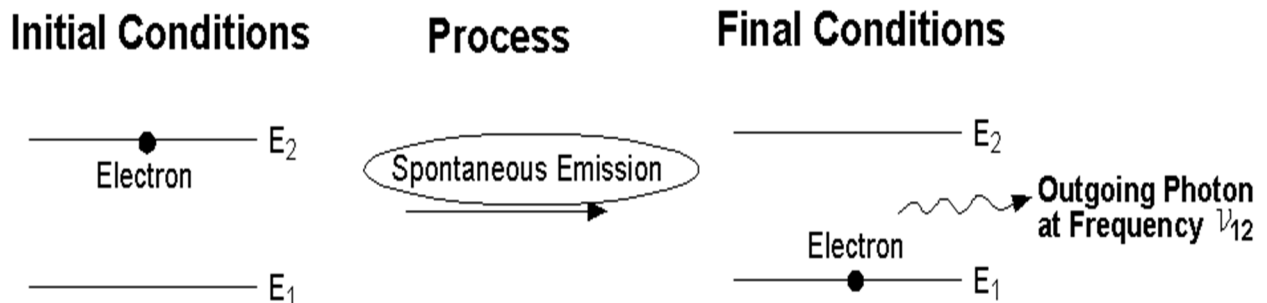 Initial Conditions
Process
Final Conditions
E₂
Electron
E₁
Spontaneous Emission
E₂
Outgoing Photon
at Frequency ν₁₂
Electron
E₁